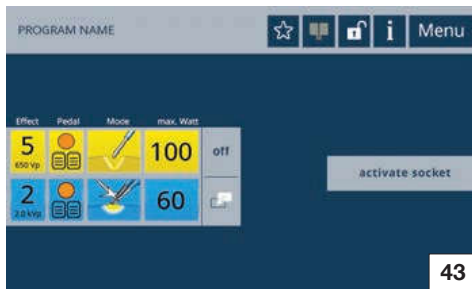 PROGRAM NAME
i
Menu
Effect Pedal Mode max. Watt
5
650 Vp
100
off
activate socket
2
2.0 kVp
60
43